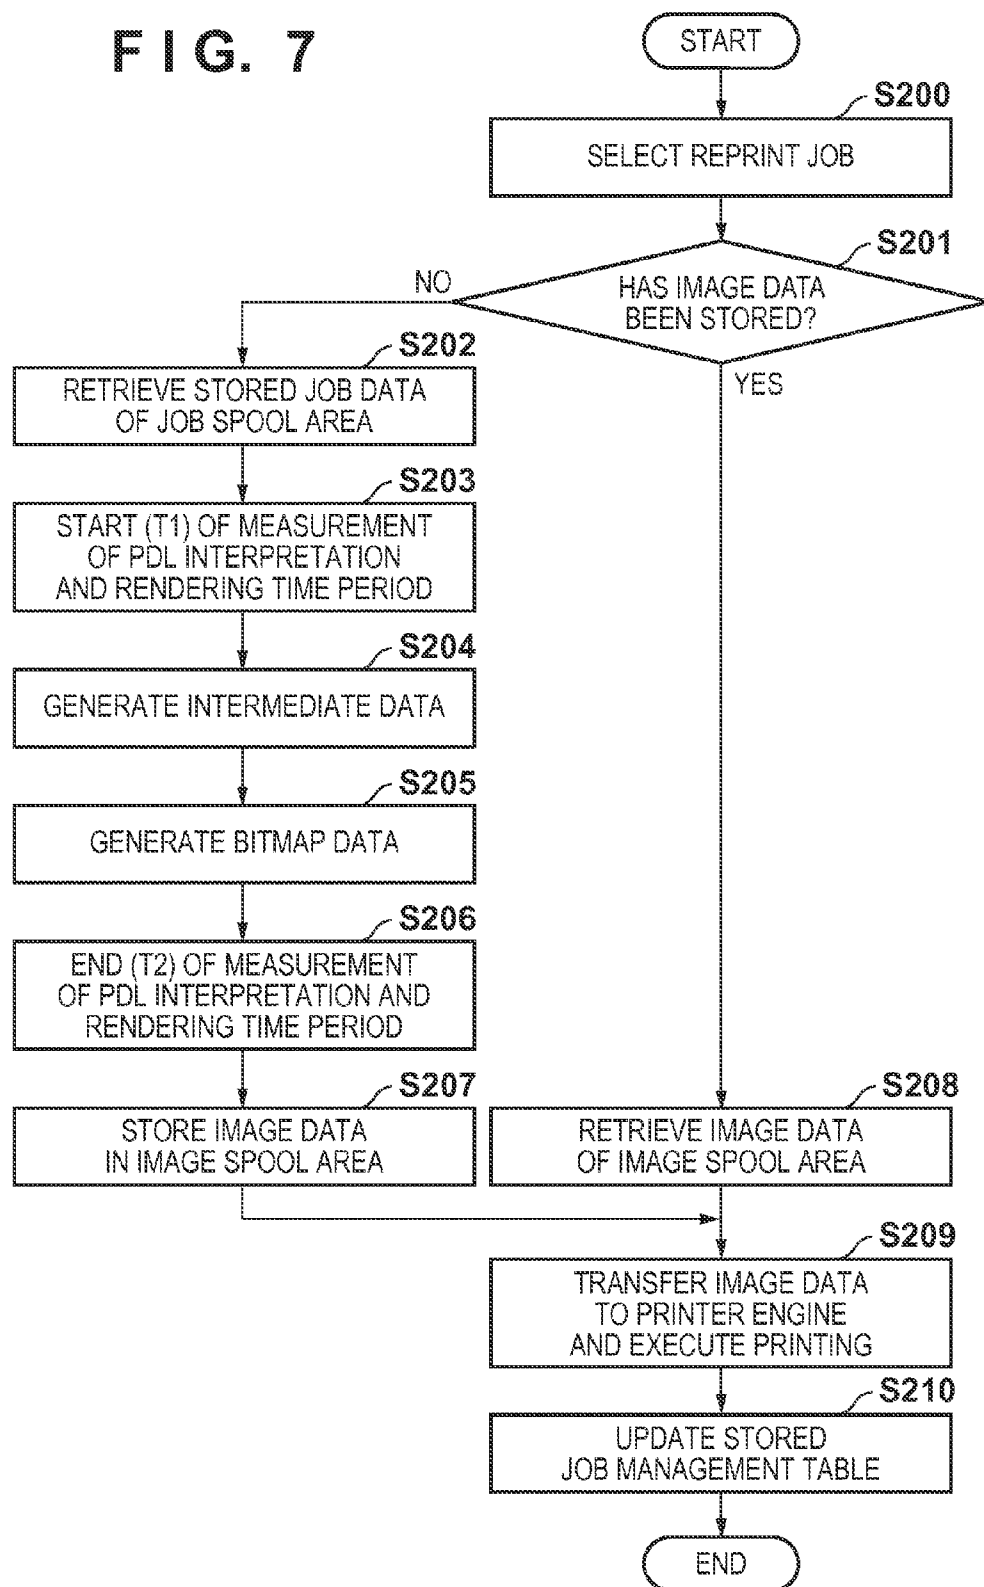 FIG. 7
START
S200
SELECT REPRINT JOB
S201
HAS IMAGE DATA
BEEN STORED?
NO
YES
S202
RETRIEVE STORED JOB DATA
OF JOB SPOOL AREA
S203
START (T1) OF MEASUREMENT
OF PDL INTERPRETATION
AND RENDERING TIME PERIOD
S204
GENERATE INTERMEDIATE DATA
S205
GENERATE BITMAP DATA
S206
END (T2) OF MEASUREMENT
OF PDL INTERPRETATION AND
RENDERING TIME PERIOD
S207
STORE IMAGE DATA
IN IMAGE SPOOL AREA
S208
RETRIEVE IMAGE DATA
OF IMAGE SPOOL AREA
S209
TRANSFER IMAGE DATA
TO PRINTER ENGINE
AND EXECUTE PRINTING
S210
UPDATE STORED
JOB MANAGEMENT TABLE
END